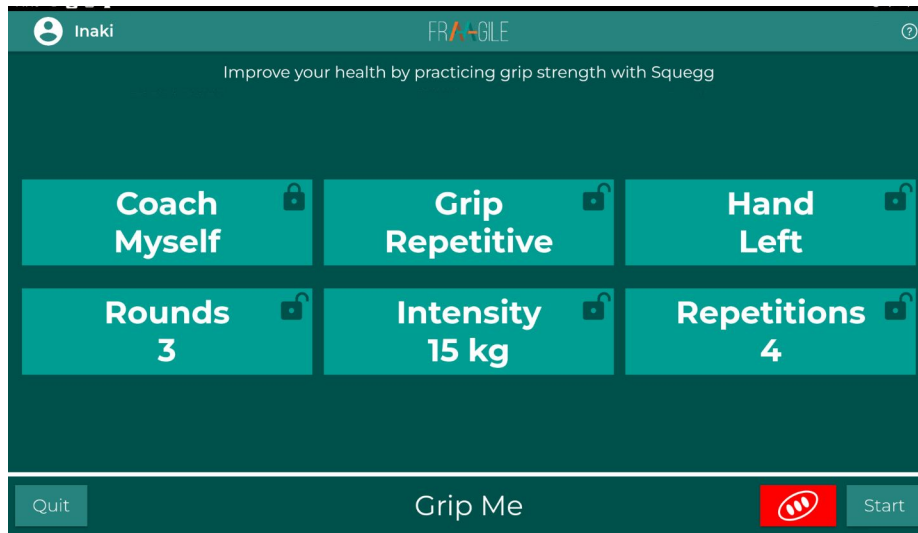 Inaki
FRAAGILE
?
Improve your health by practicing grip strength with Squegg
Coach
Myself
Grip
Repetitive
Hand
Left
Rounds
3
Intensity
15 kg
Repetitions
4
Quit
Grip Me
Start